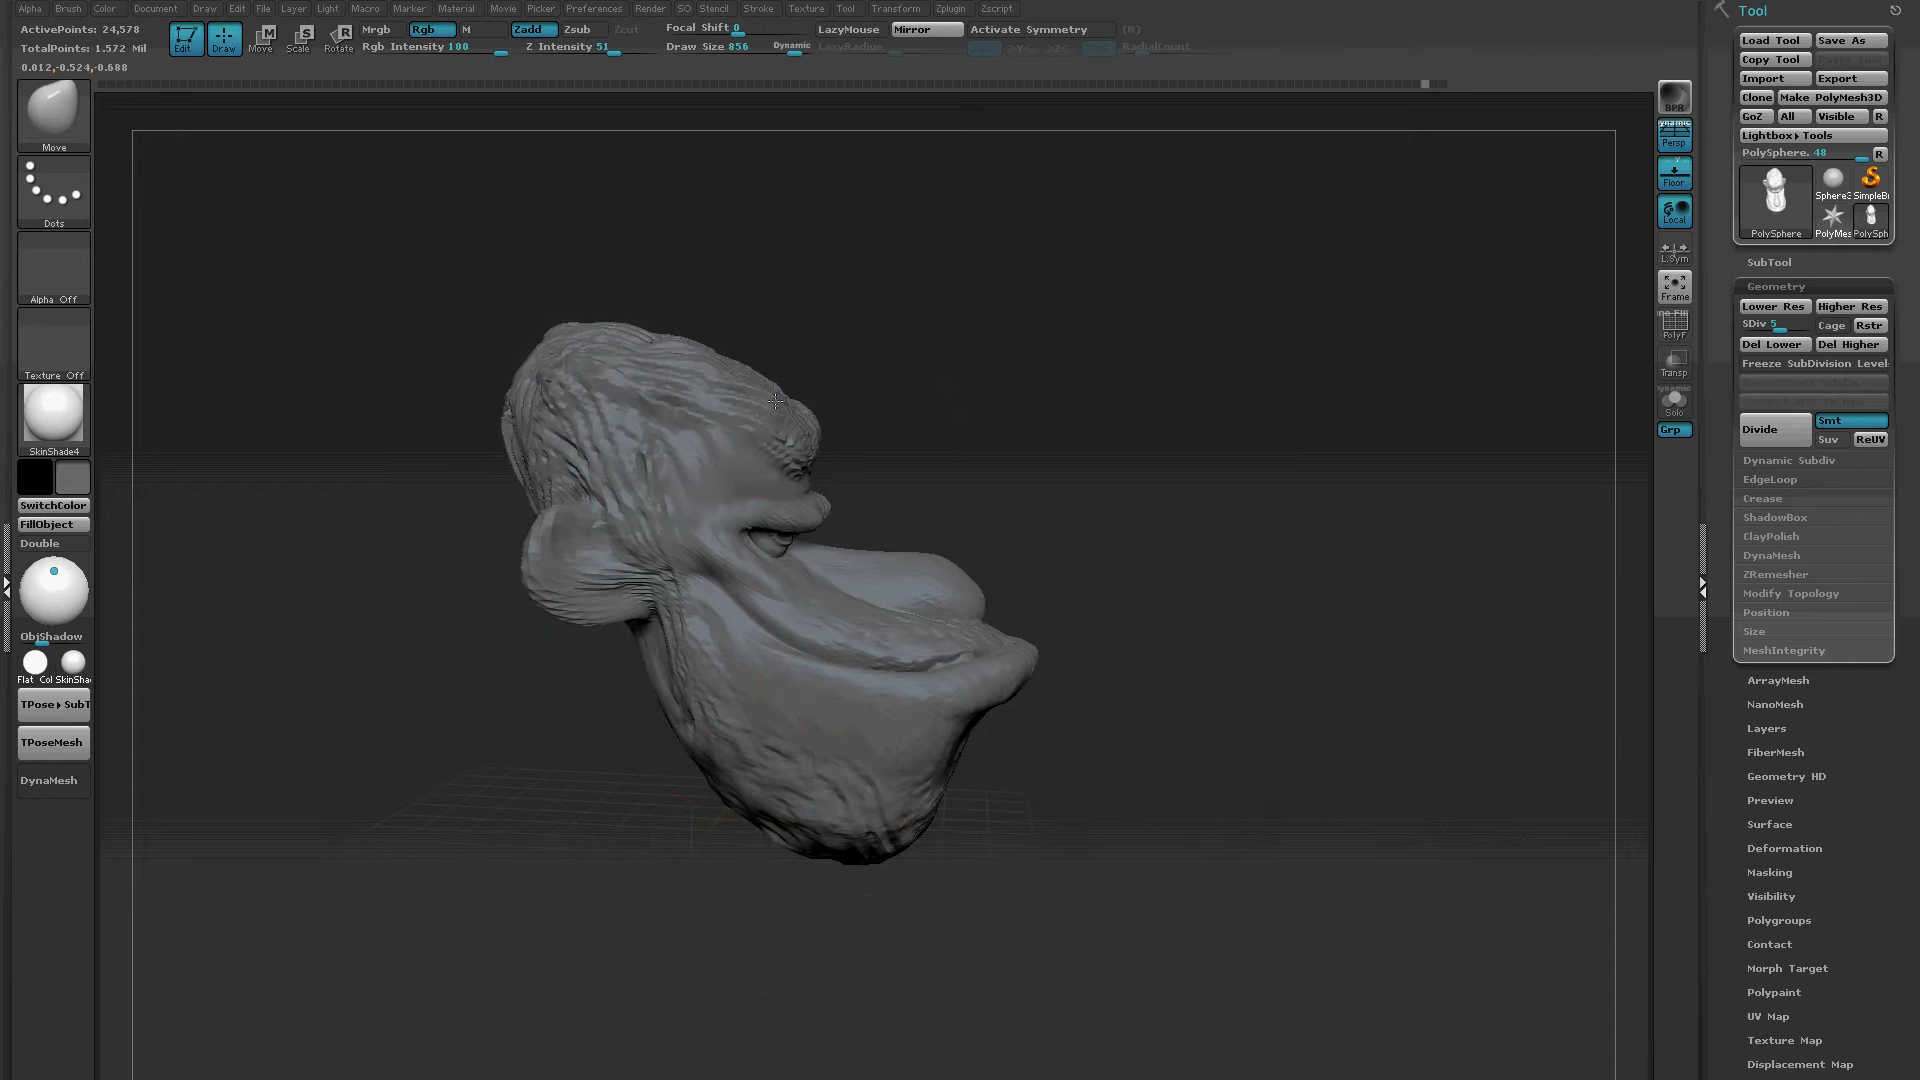 Alpha Brush Color Document Draw Edit File Layer Light Macro Marker Material Movie Picker Preferences Render SO Stencil Stroke Texture Tool Transform Zplugin Zscript
ActivePoints: 24,578
TotalPoints: 1.572 Mil
-0.012,-0.524,-0.688
Edit Draw Move Scale Rotate
Mrgb Rgb M Zadd Zsub Zcut
Rgb Intensity 100 Z Intensity 51
Focal Shift 0
Draw Size 856 Dynamic
LazyMouse Mirror Activate Symmetry (R)
LazyRadius >Y< >Z< RadialCount
Move
Dots
Alpha Off
Texture Off
SkinShade4
SwitchColor
FillObject
Double
ObjShadow
Flat Col SkinSha
TPose▸SubT
TPoseMesh
DynaMesh
BPR
Dynamic
Persp
Floor
Local
L.Sym
Frame
PolyF
Transp
Dynamic
Solo
Grp
Tool
Load Tool Save As
Copy Tool
Import Export
Clone Make PolyMesh3D
GoZ All Visible R
Lightbox▸Tools
PolySphere. 48 R
PolySphere
SphereS SimpleB
PolyMes PolySph
SubTool
Geometry
Lower Res Higher Res
SDiv 5 Cage Rstr
Del Lower Del Higher
Freeze SubDivision Level
Divide Smt
Suv ReUV
Dynamic Subdiv
EdgeLoop
Crease
ShadowBox
ClayPolish
DynaMesh
ZRemesher
Modify Topology
Position
Size
MeshIntegrity
ArrayMesh
NanoMesh
Layers
FiberMesh
Geometry HD
Preview
Surface
Deformation
Masking
Visibility
Polygroups
Contact
Morph Target
Polypaint
UV Map
Texture Map
Displacement Map